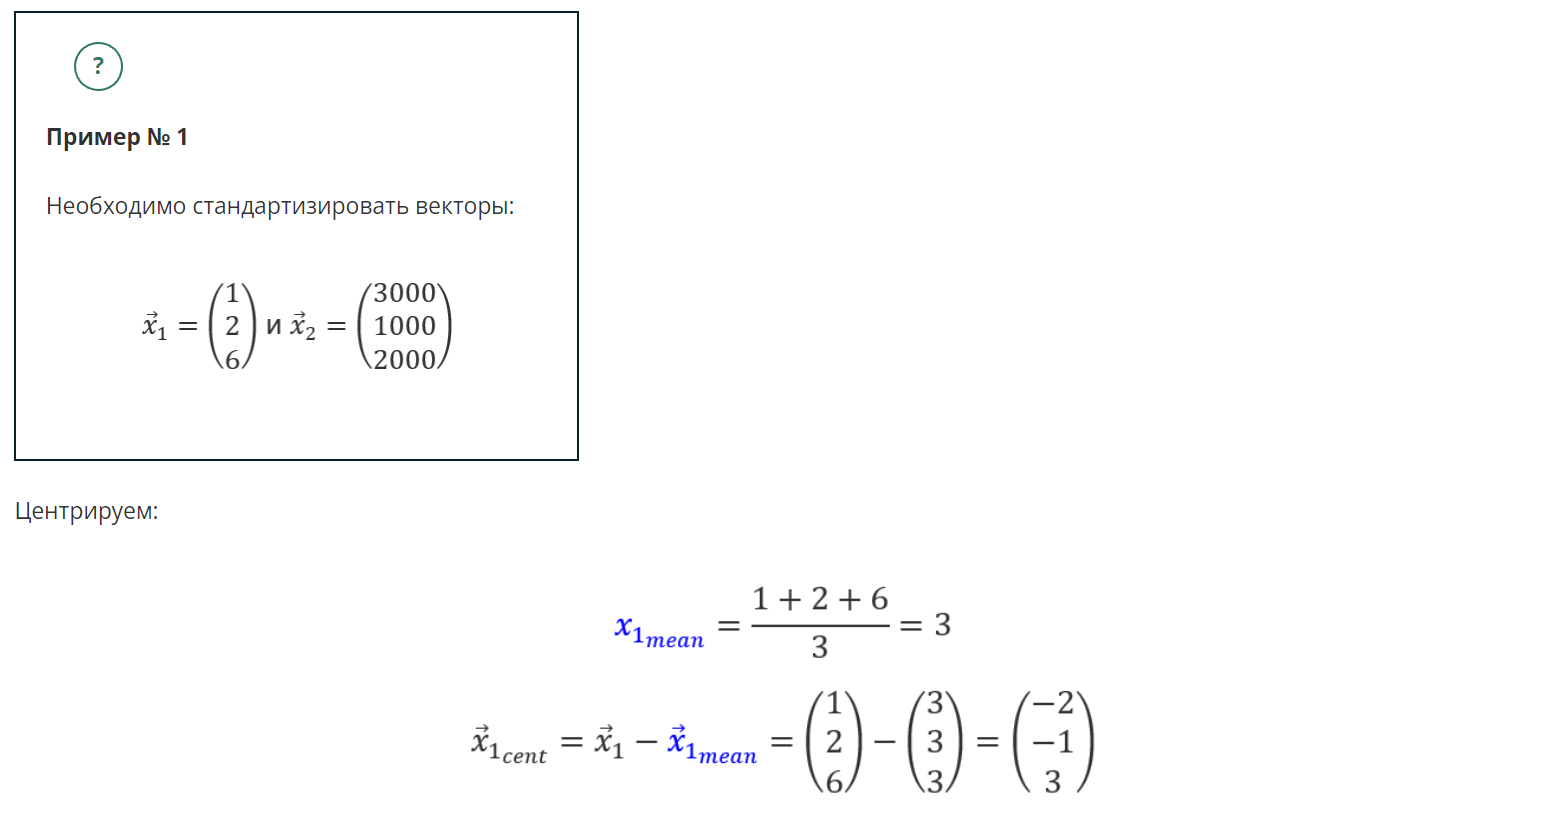 ?
Пример № 1
Необходимо стандартизировать векторы:
$\vec{x}_1 = \begin{pmatrix} 1 \\ 2 \\ 6 \end{pmatrix}$ и $\vec{x}_2 = \begin{pmatrix} 3000 \\ 1000 \\ 2000 \end{pmatrix}$
Центрируем:
$x_{1_{mean}} = \frac{1 + 2 + 6}{3} = 3$
$\vec{x}_{1_{cent}} = \vec{x}_1 - \vec{x}_{1_{mean}} = \begin{pmatrix} 1 \\ 2 \\ 6 \end{pmatrix} - \begin{pmatrix} 3 \\ 3 \\ 3 \end{pmatrix} = \begin{pmatrix} -2 \\ -1 \\ 3 \end{pmatrix}$